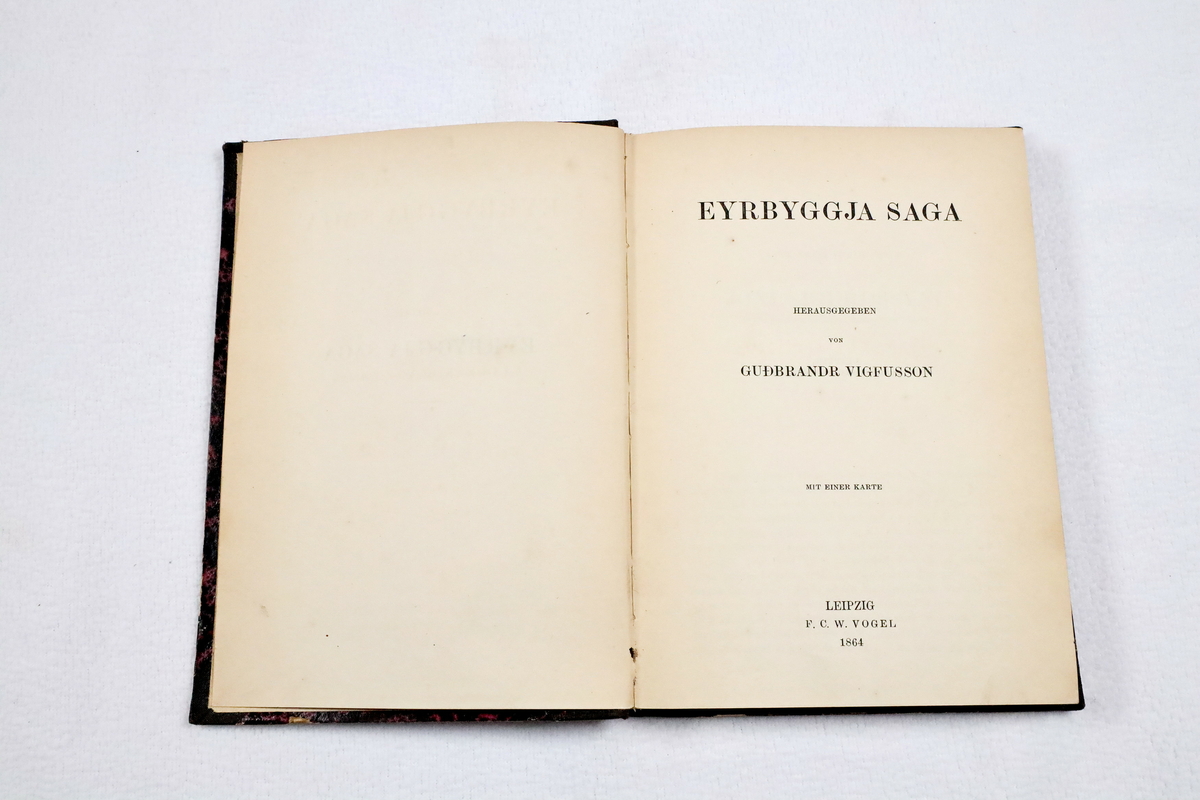 EYRBYGGJA SAGA
HERAUSGEGEBEN
VON
GUÐBRANDR VIGFUSSON
MIT EINER KARTE
LEIPZIG
F. C. W. VOGEL
1864